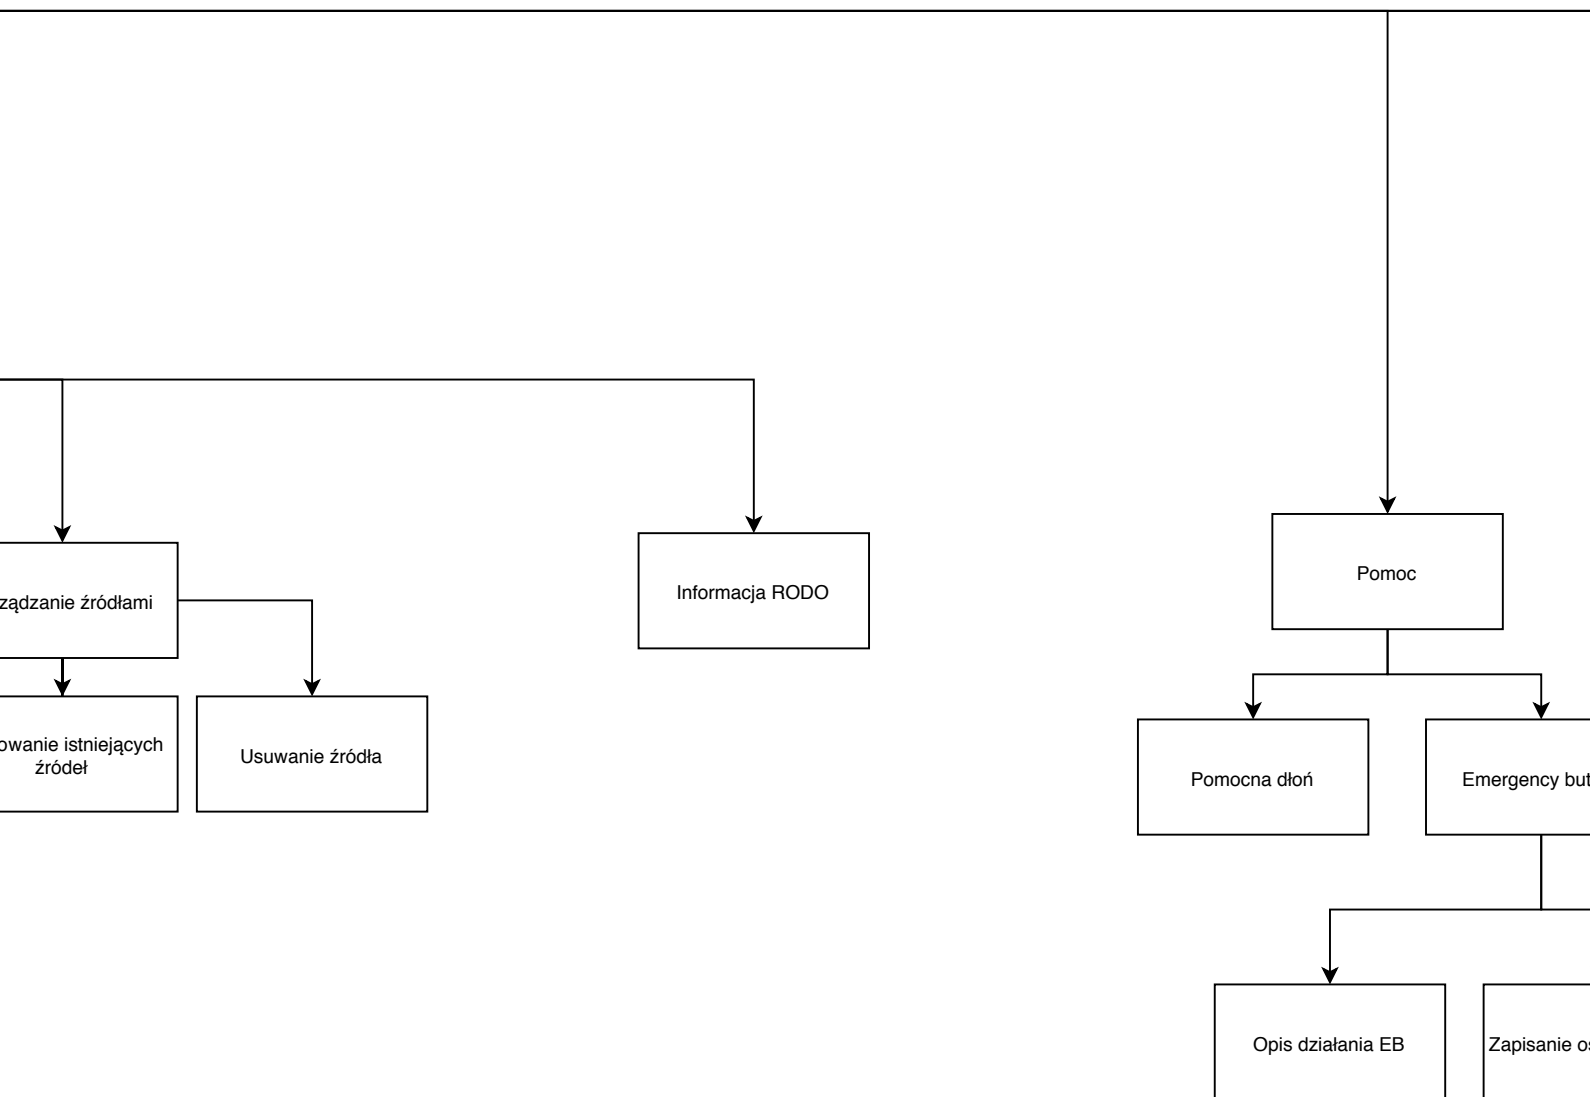 Pomoc
Informacja RODO
ządzanie źródłami
owanie istniejących
źródeł
Usuwanie źródła
Pomocna dłoń
Emergency but
Opis działania EB
Zapisanie os